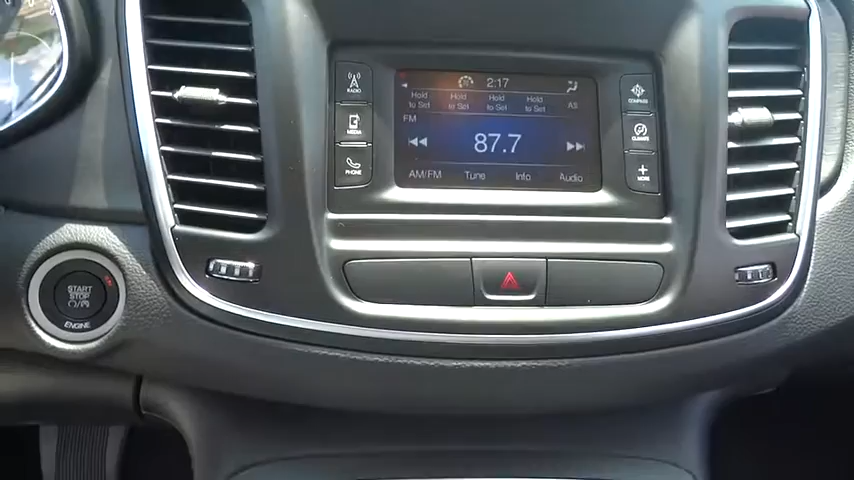 2:17
RADIO
COMPASS
Hold Hold Hold Hold
to Set to Set to Set to Set AS
FM
MEDIA
87.7
CLIMATE
PHONE
AM/FM Tune Info Audio
MORE
START
STOP
ENGINE